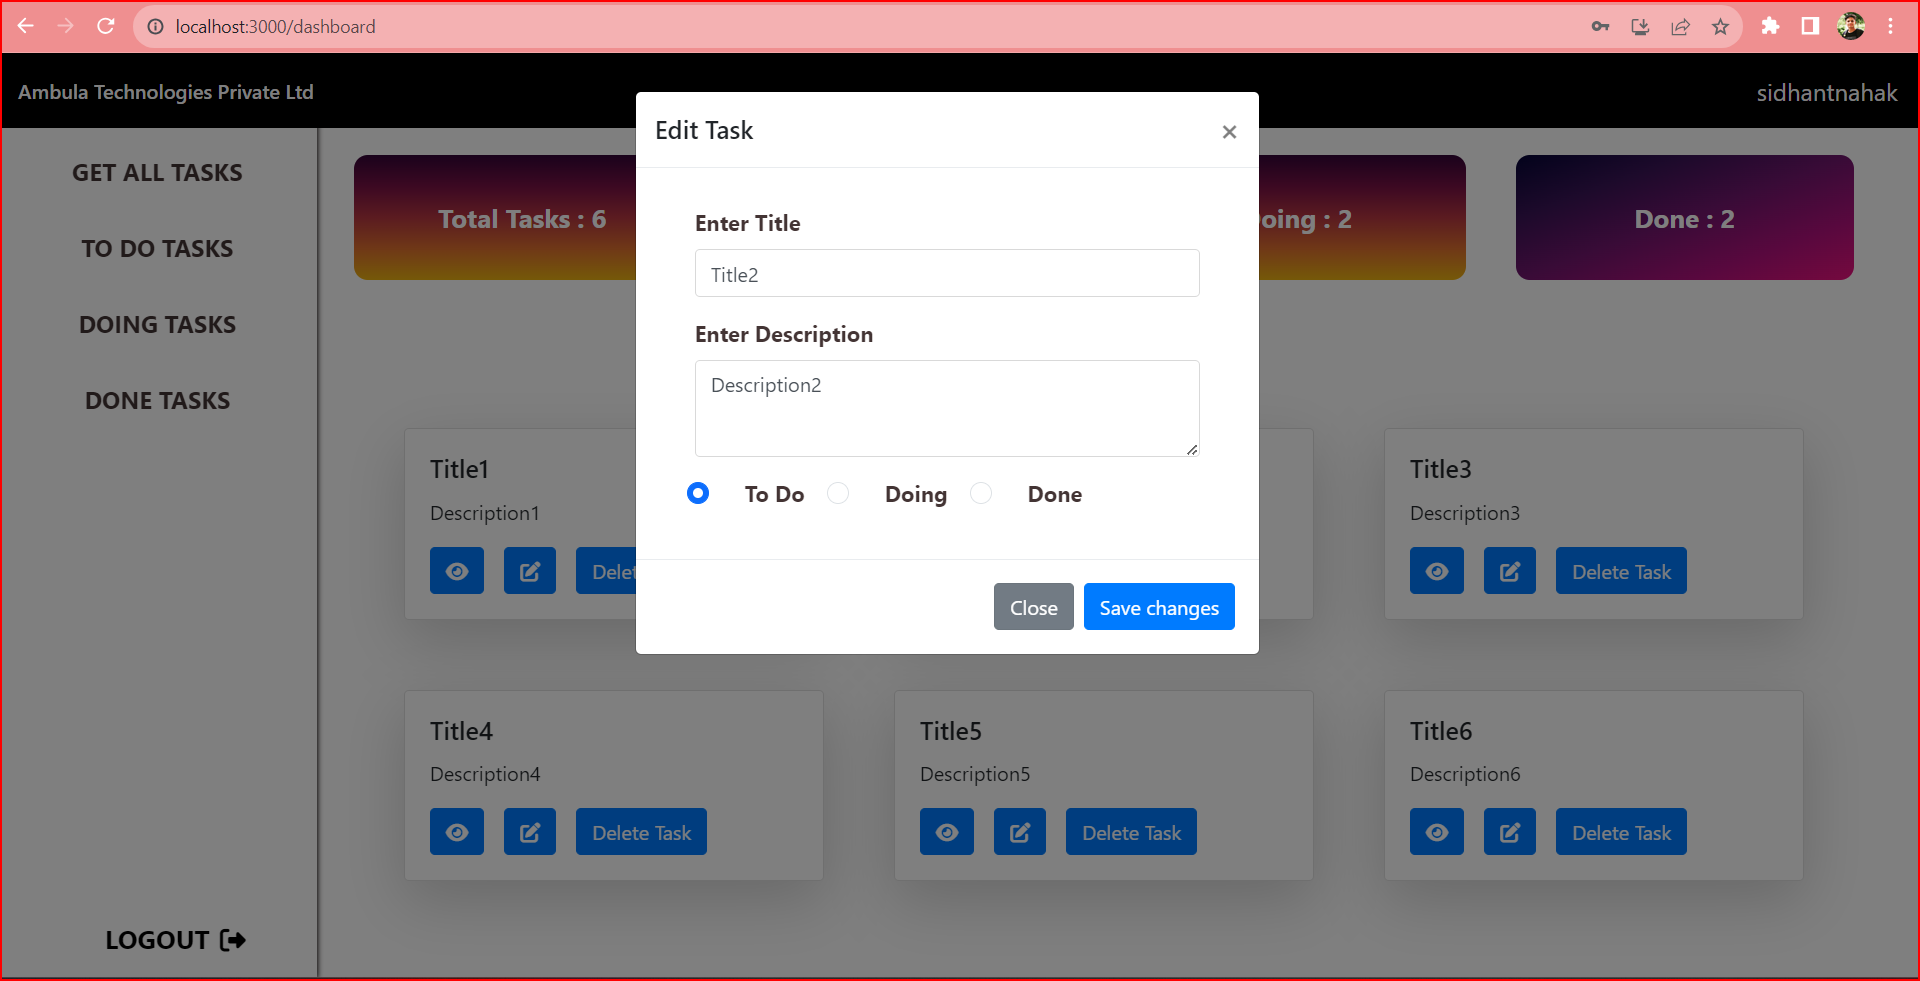 localhost:3000/dashboard
Ambula Technologies Private Ltd
sidhantnahak
GET ALL TASKS
TO DO TASKS
DOING TASKS
DONE TASKS
LOGOUT
Total Tasks : 6
oing : 2
Done : 2
Edit Task
×
Enter Title
Title2
Enter Description
Description2
To Do Doing Done
Close Save changes
Title1
Description1
Delet
Title3
Description3
Delete Task
Title4
Description4
Delete Task
Title5
Description5
Delete Task
Title6
Description6
Delete Task